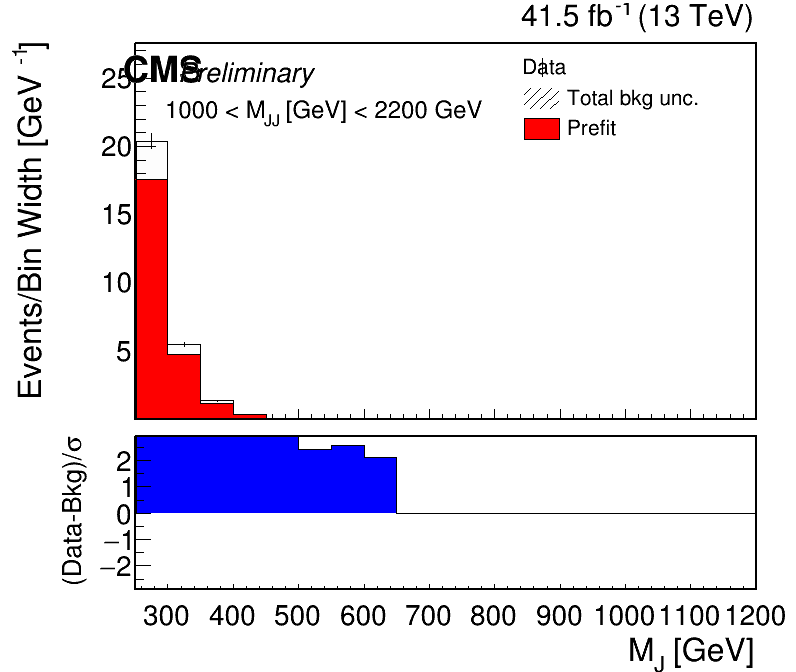 41.5 fb⁻¹ (13 TeV)
CMS Preliminary
1000 < M_JJ [GeV] < 2200 GeV
Data
Total bkg unc.
Prefit
Events/Bin Width [GeV⁻¹]
25
20
15
10
5
(Data-Bkg)/σ
2
1
0
−1
−2
300 400 500 600 700 800 900 1000 1100 1200
M_J [GeV]